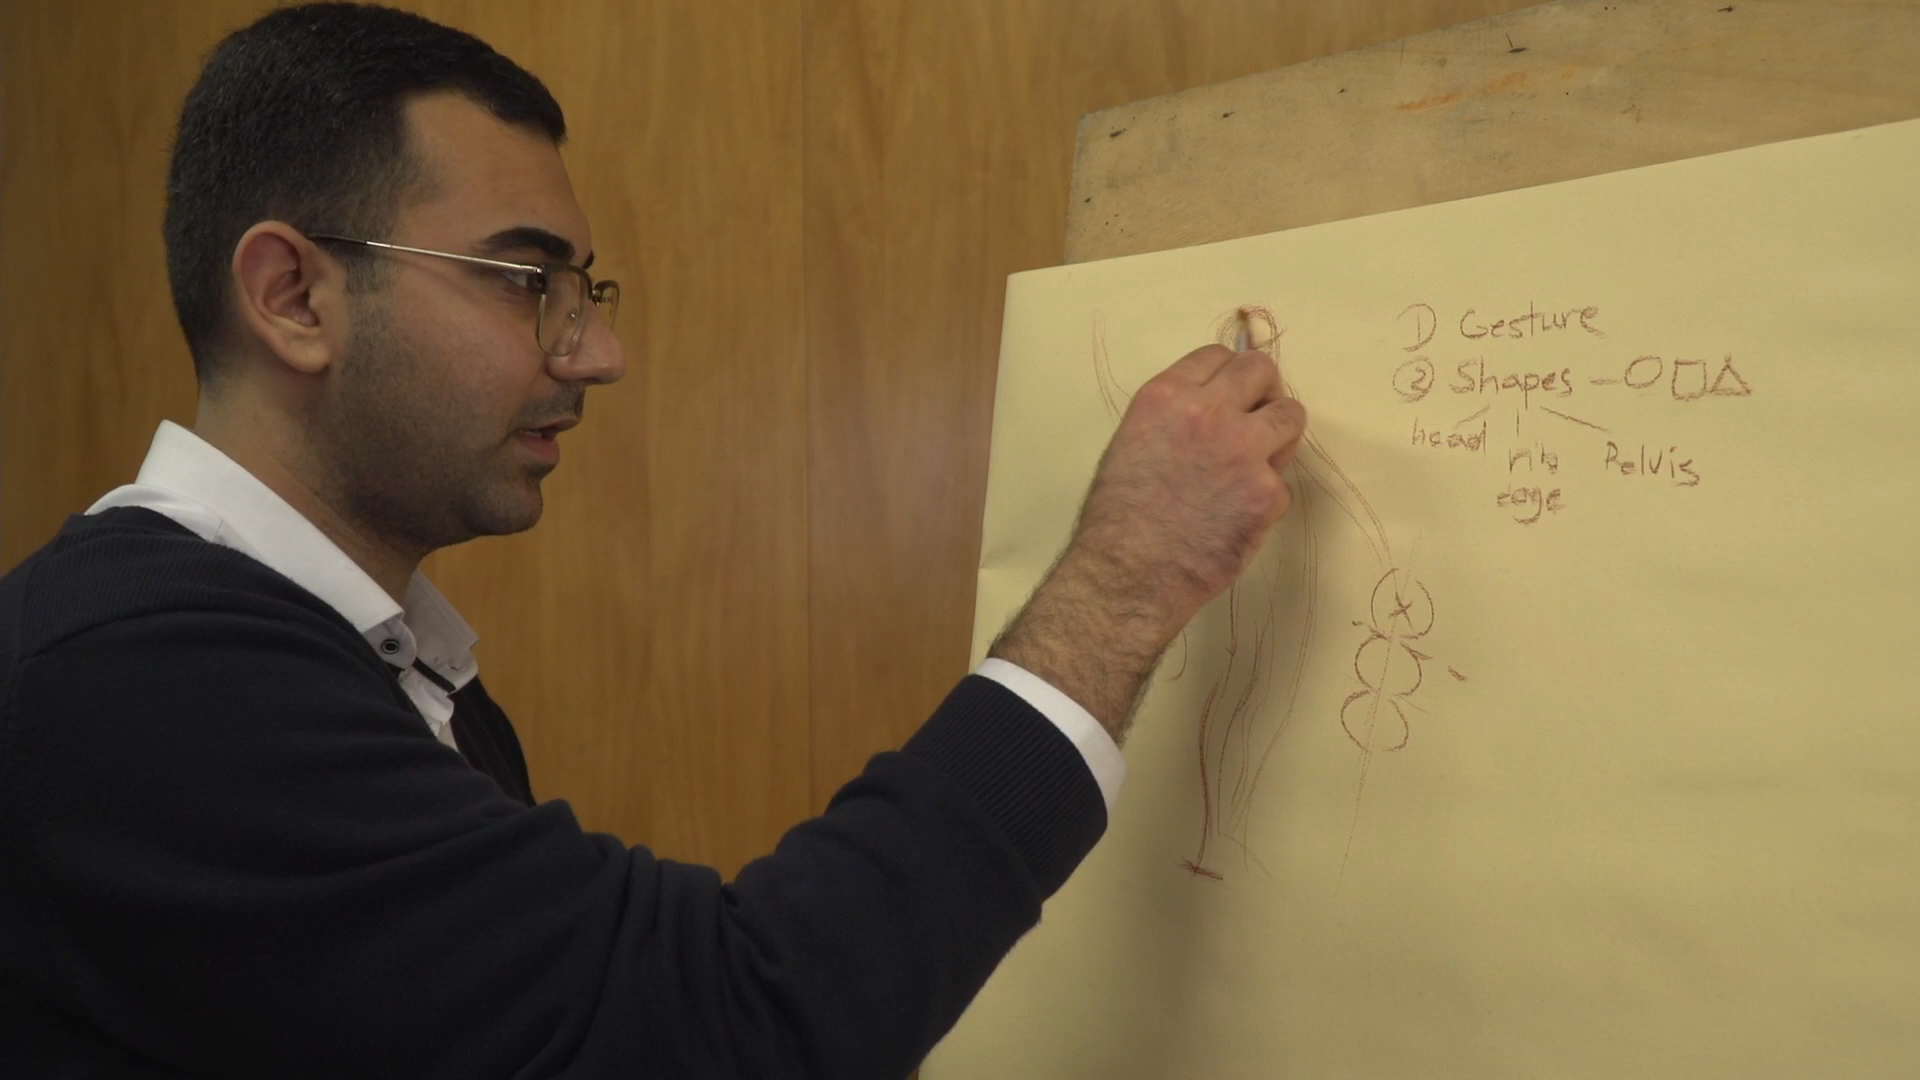 1) Gesture
② Shapes –
head
rib Pelvis
cage